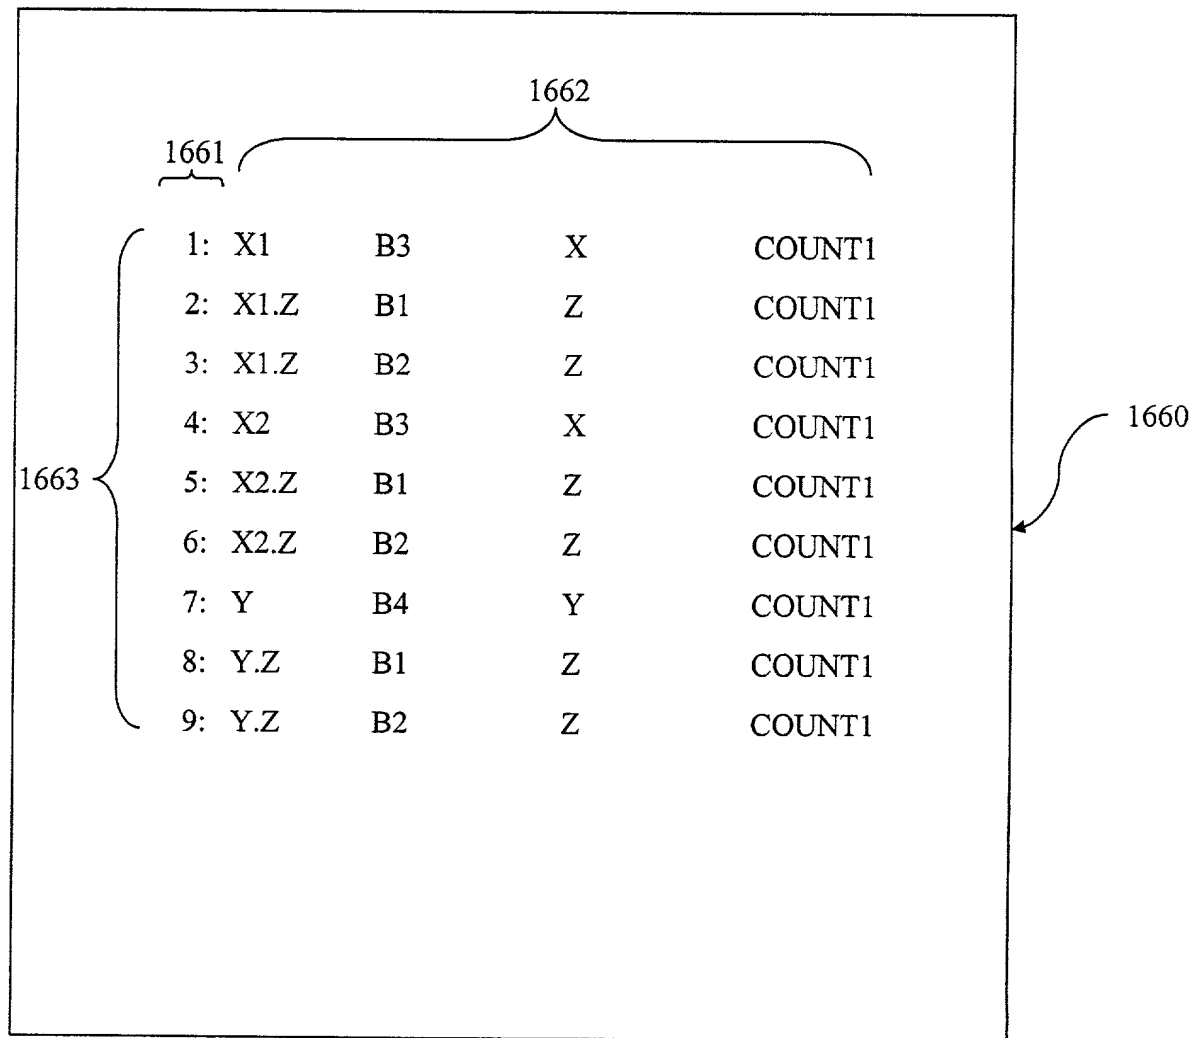 1662
1661
1: X1 B3 X COUNT1
2: X1.Z B1 Z COUNT1
3: X1.Z B2 Z COUNT1
4: X2 B3 X COUNT1
1660
1663
5: X2.Z B1 Z COUNT1
6: X2.Z B2 Z COUNT1
7: Y B4 Y COUNT1
8: Y.Z B1 Z COUNT1
9: Y.Z B2 Z COUNT1